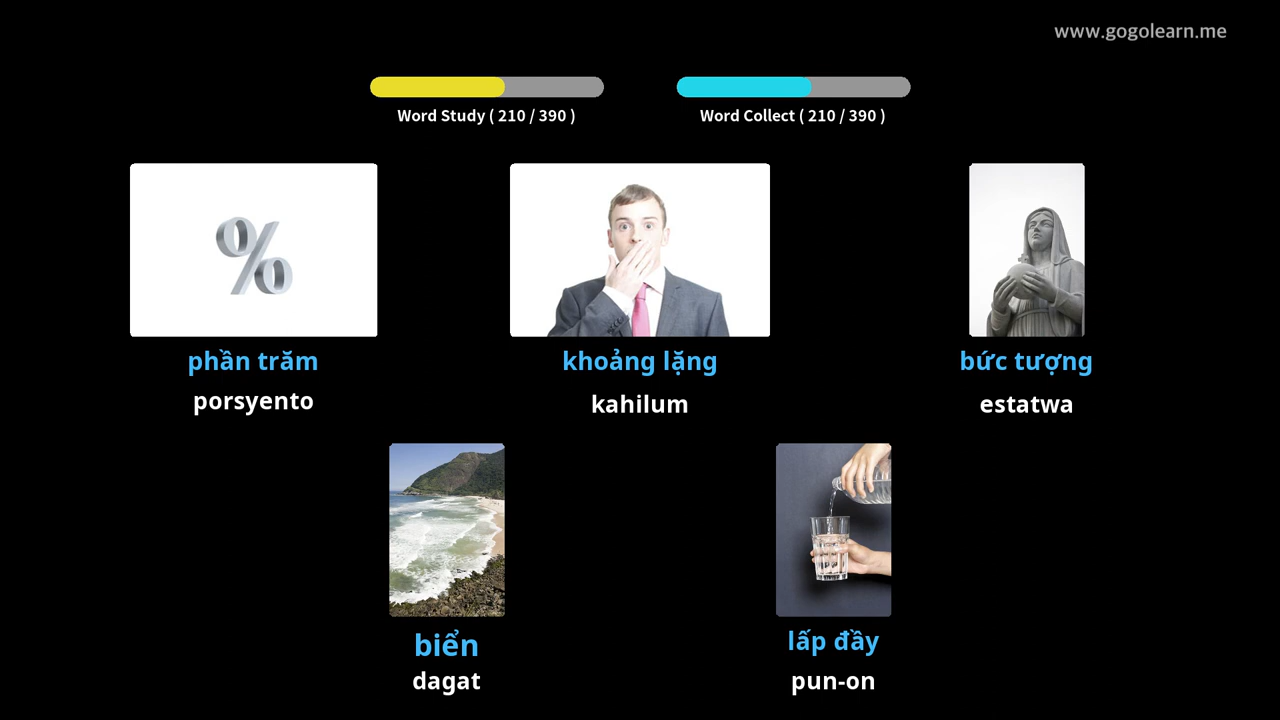 www.gogolearn.me
Word Study ( 210 / 390 )
Word Collect ( 210 / 390 )
%
phần trăm
porsyento
khoảng lặng
kahilum
bức tượng
estatwa
biển
dagat
lấp đầy
pun-on